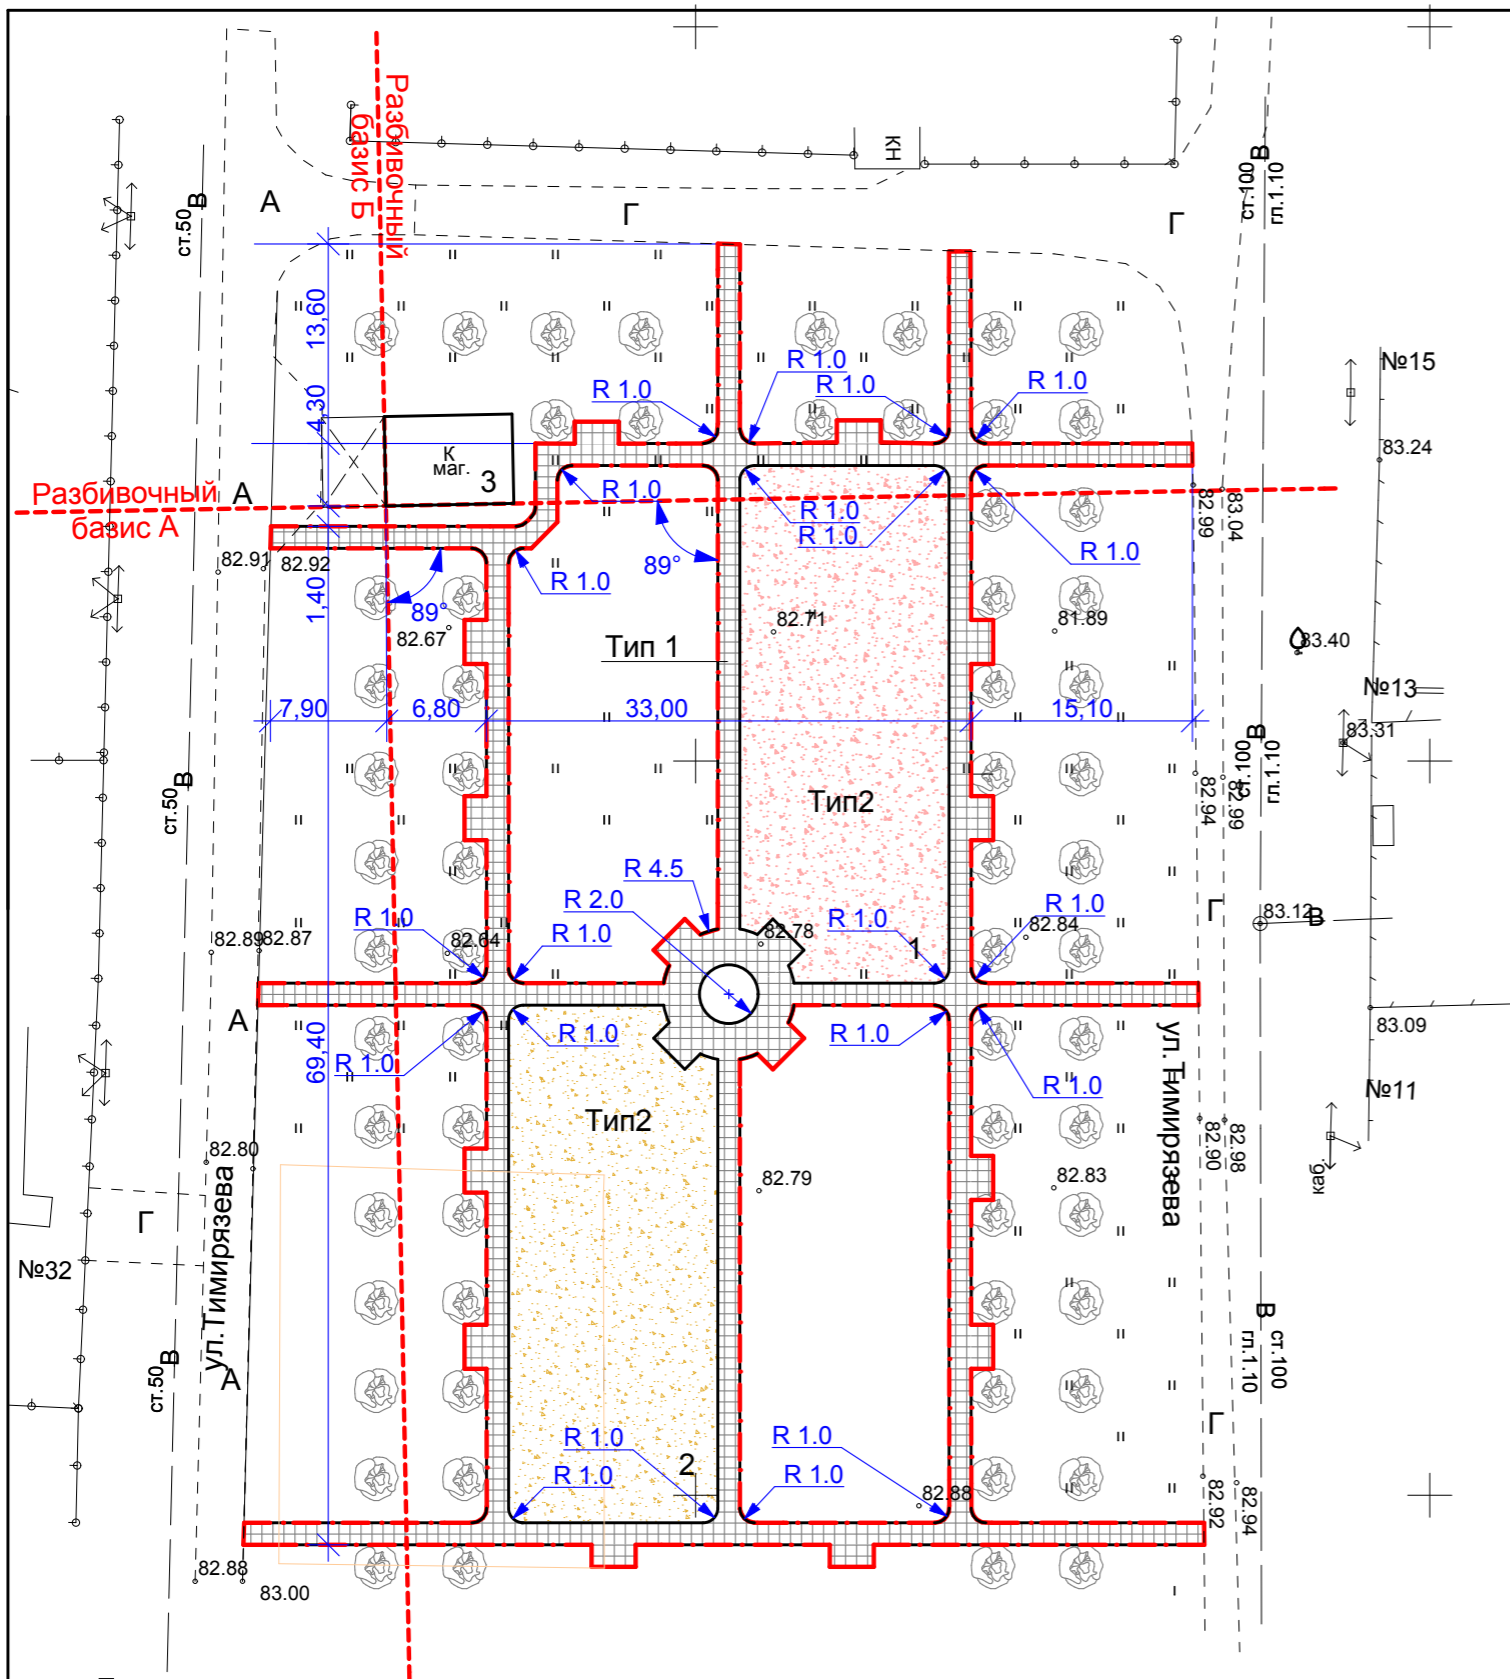 Разбивочный
базис Б
КН
А
Г
Г
В
ст.50
В
ст.100
гл.1.10
13,60
4,30
R 1.0
R 1.0
R 1.0
R 1.0
№15
83.24
К
маг.
3
Разбивочный
базис А
А
R 1.0
R 1.0
R 1.0
R 1.0
82.99
83.04
82.91
82.92
1,40
89°
89°
R 1.0
82.67
82.71
81.89
83.40
Тип 1
№13
83.31
7,90
6,80
33,00
15,10
ст.50
В
В
ст.100
гл.1.10
82.94
82.99
Тип2
R 4.5
R 2.0
R 1.0
R 1.0
R 1.0
R 1.0
Г
83.12
В
82.89
82.87
82.64
82.78
82.84
1
А
R 1.0
R 1.0
R 1.0
R 1.0
83.09
69,40
ул.Тимирязева
№11
Тип2
82.80
82.79
82.83
82.90
82.98
каб.
Г
ул.Тимирязева
№32
В
ст.100
гл.1.10
ст.50
В
А
R 1.0
R 1.0
R 1.0
R 1.0
2
Г
82.88
82.92
82.94
82.88
83.00